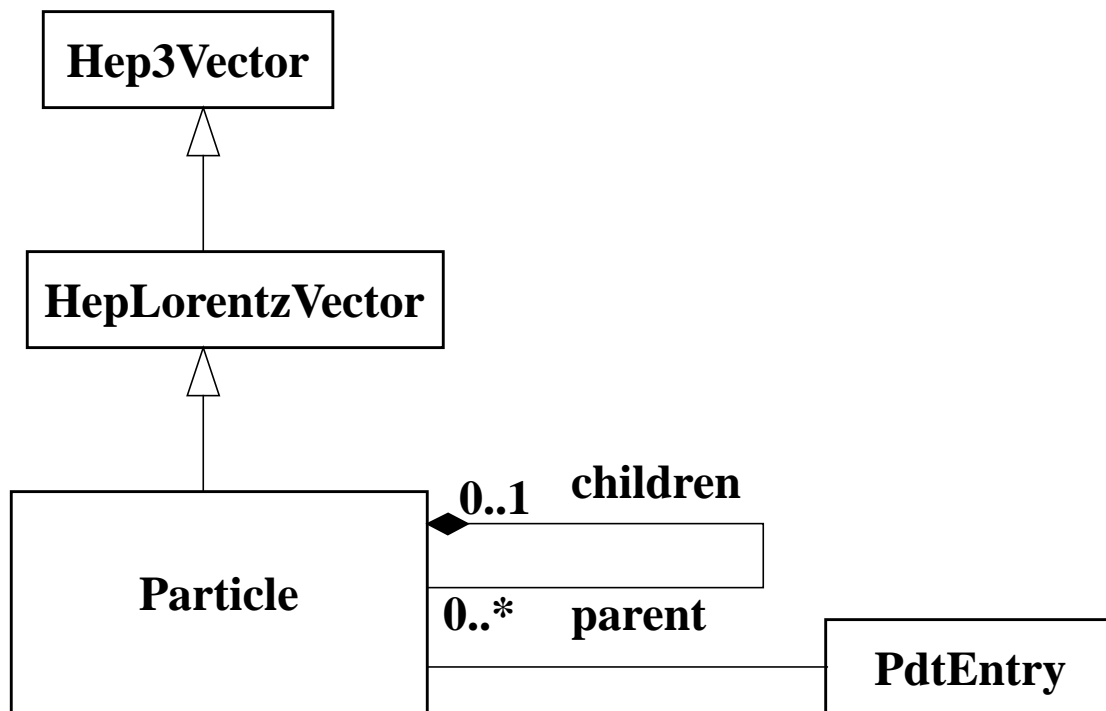 Hep3Vector
HepLorentzVector
0..1 children
Particle
0..* parent
PdtEntry